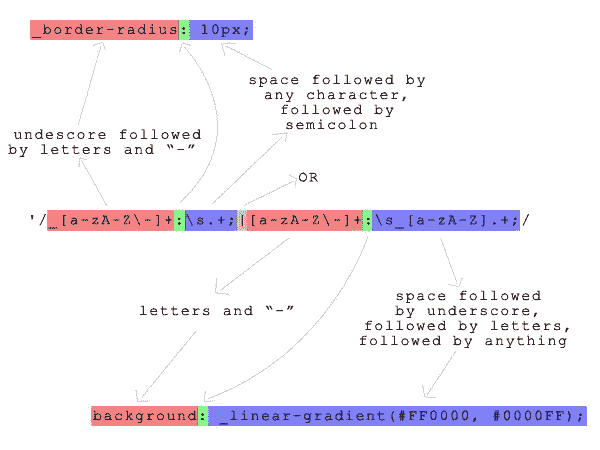 _border-radius: 10px;
space followed by
any character,
followed by
semicolon
undescore followed
by letters and “-”
OR
'/_[a-zA-Z\-]+:\s.+;|[a-zA-Z\-]+:\s_[a-zA-Z].+;/
letters and “-”
space followed
by underscore,
followed by letters,
followed by anything
background: _linear-gradient(#FF0000, #0000FF);